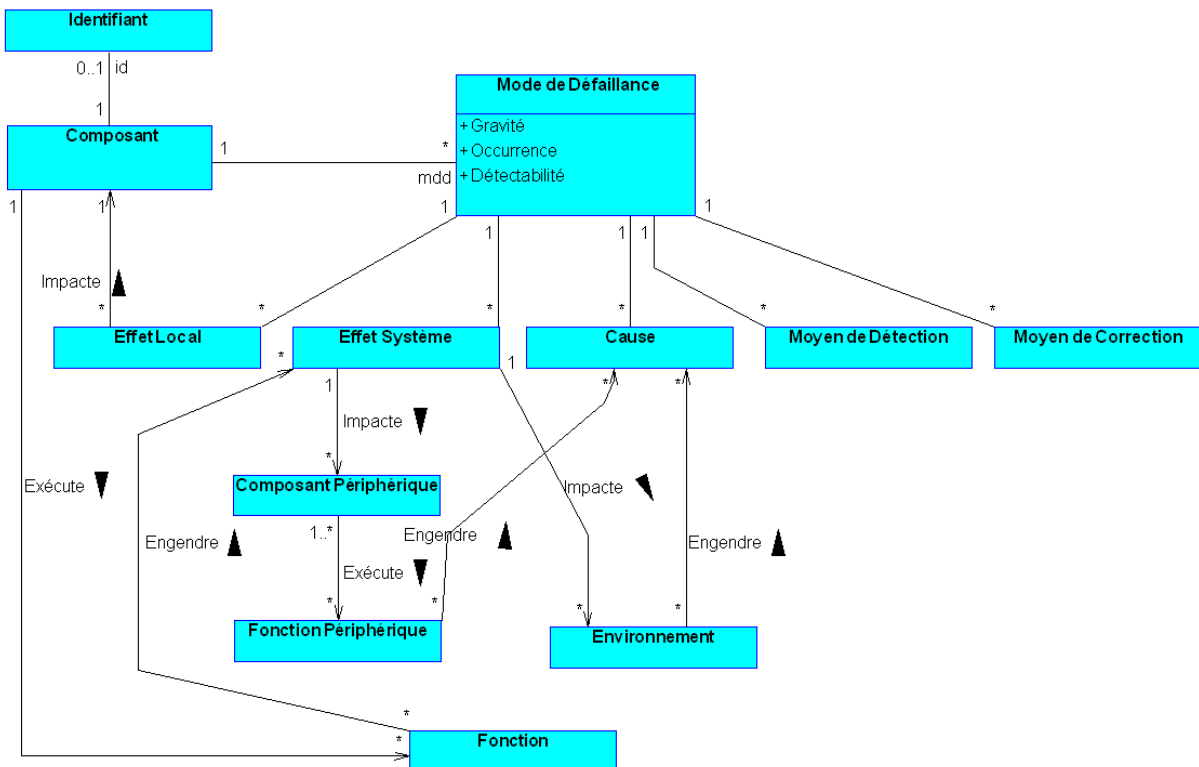 Identifiant
0..1 id
1
Composant
Mode de Défaillance
+ Gravité
+ Occurrence
+ Détectabilité
1
*
mdd
1
1
1
1
1
1
1
Impacte
*
*
*
*
*
*
Effet Local
Effet Système
Cause
Moyen de Détection
Moyen de Correction
*
1
1
*
*
Impacte
Exécute
*
Composant Périphérique
Impacte
1..*
Engendre
Engendre
Engendre
Exécute
*
*
*
*
Fonction Périphérique
Environnement
*
*
Fonction